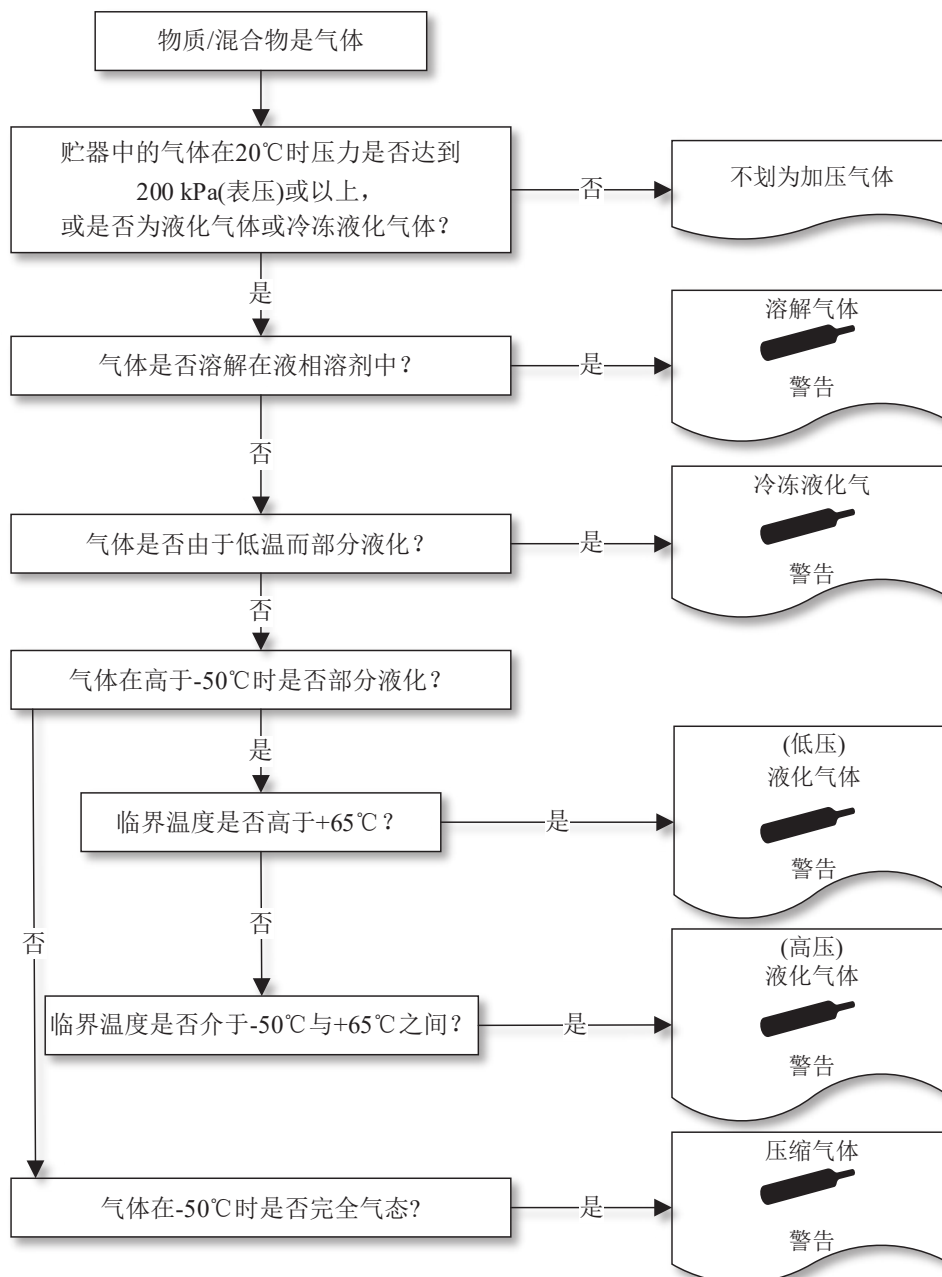 物质/混合物是气体
贮器中的气体在20℃时压力是否达到
200 kPa(表压)或以上，
或是否为液化气体或冷冻液化气体？
否
不划为加压气体
是
气体是否溶解在液相溶剂中？
是
溶解气体
警告
否
气体是否由于低温而部分液化？
是
冷冻液化气
警告
否
气体在高于-50℃时是否部分液化？
是
临界温度是否高于+65℃？
是
(低压)
液化气体
警告
否
否
临界温度是否介于-50℃与+65℃之间？
是
(高压)
液化气体
警告
气体在-50℃时是否完全气态?
是
压缩气体
警告